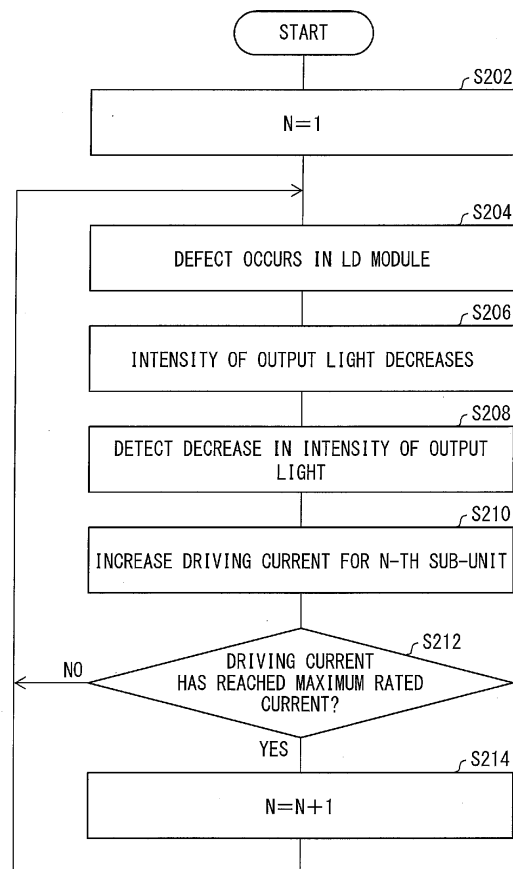 START
S202
N=1
S204
DEFECT OCCURS IN LD MODULE
S206
INTENSITY OF OUTPUT LIGHT DECREASES
S208
DETECT DECREASE IN INTENSITY OF OUTPUT
LIGHT
S210
INCREASE DRIVING CURRENT FOR N-TH SUB-UNIT
S212
DRIVING CURRENT
HAS REACHED MAXIMUM RATED
CURRENT?
NO
YES
S214
N=N+1